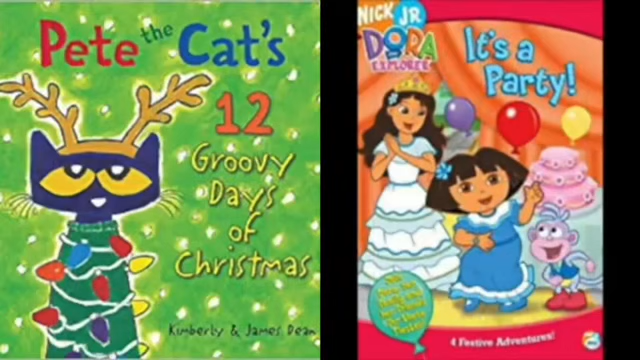 Pete the Cat's
12
Groovy
Days
of
Christmas
Kimberly & James Dean
NICK JR.
DORA
the
EXPLORER
It's a
Party!
4 Festive Adventures!